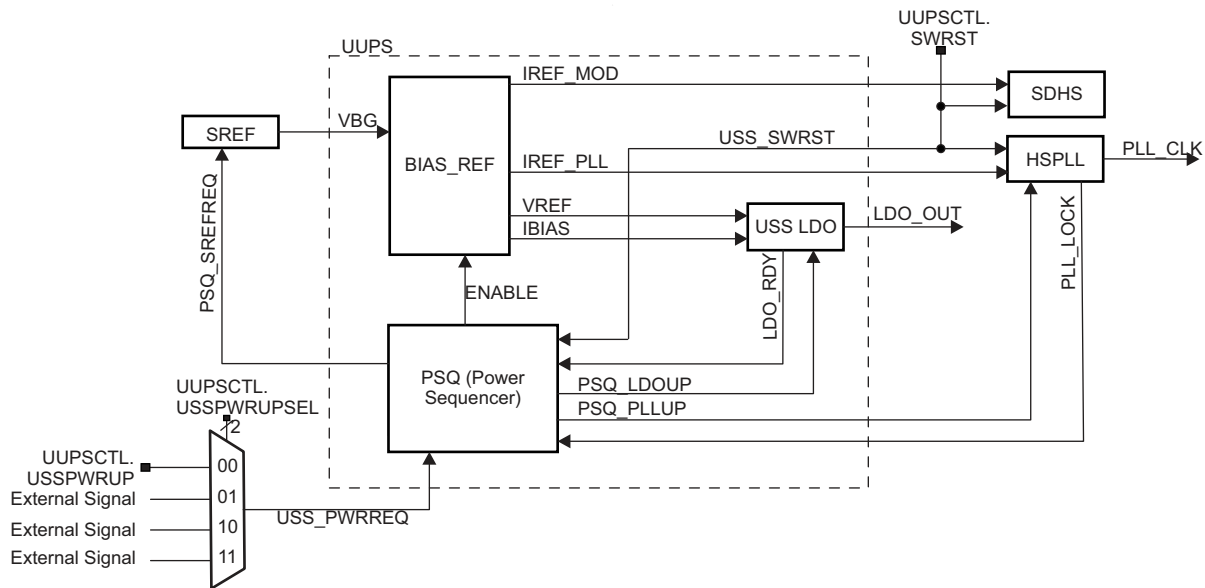 UUPSCTL.
SWRST
UUPS
IREF_MOD
SDHS
SREF
VBG
BIAS_REF
USS_SWRST
HSPLL
PLL_CLK
IREF_PLL
VREF
IBIAS
USS LDO
LDO_OUT
PSQ_SREFREQ
ENABLE
LDO_RDY
PLL_LOCK
PSQ (Power
Sequencer)
PSQ_LDOUP
PSQ_PLLUP
UUPSCTL.
USSPWRUPSEL
2
UUPSCTL.
USSPWRUP
00
External Signal
01
USS_PWRREQ
External Signal
10
External Signal
11